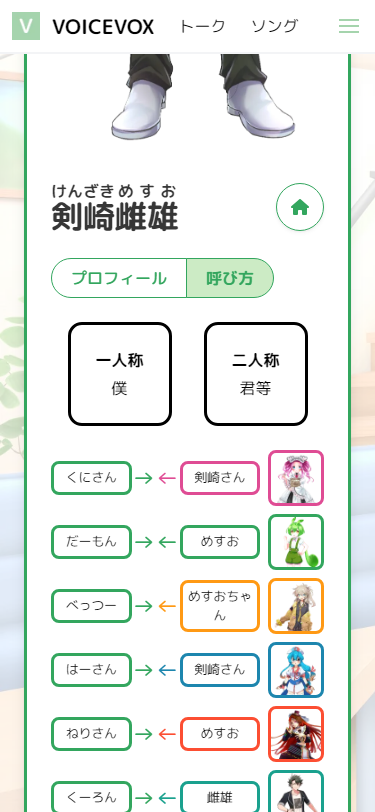 V VOICEVOX トーク ソング
けんざきめすお
剣崎雌雄
プロフィール 呼び方
一人称 二人称
僕 君等
くにさん → ← 剣崎さん
だーもん → ← めすお
べっつー → ← めすおちゃ
ん
はーさん → ← 剣崎さん
ねりさん → ← めすお
くーろん → ← 雌雄